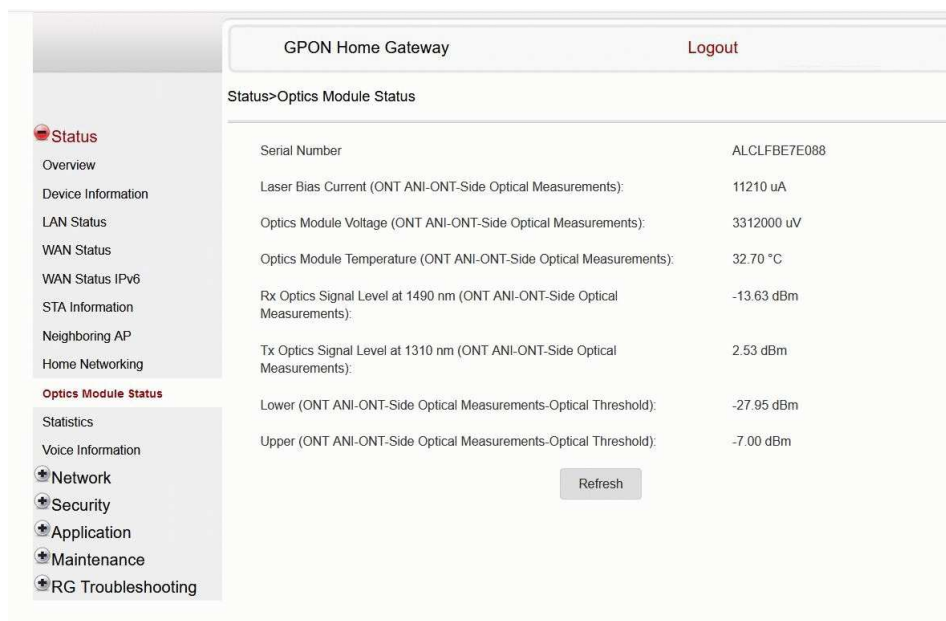 GPON Home Gateway
Logout
Status>Optics Module Status
Status
Overview
Device Information
LAN Status
WAN Status
WAN Status IPv6
STA Information
Neighboring AP
Home Networking
Optics Module Status
Statistics
Voice Information
Network
Security
Application
Maintenance
RG Troubleshooting
Serial Number ALCLFBE7E088
Laser Bias Current (ONT ANI-ONT-Side Optical Measurements): 11210 uA
Optics Module Voltage (ONT ANI-ONT-Side Optical Measurements): 3312000 uV
Optics Module Temperature (ONT ANI-ONT-Side Optical Measurements): 32.70 °C
Rx Optics Signal Level at 1490 nm (ONT ANI-ONT-Side Optical -13.63 dBm
Measurements):
Tx Optics Signal Level at 1310 nm (ONT ANI-ONT-Side Optical 2.53 dBm
Measurements):
Lower (ONT ANI-ONT-Side Optical Measurements-Optical Threshold): -27.95 dBm
Upper (ONT ANI-ONT-Side Optical Measurements-Optical Threshold): -7.00 dBm
Refresh